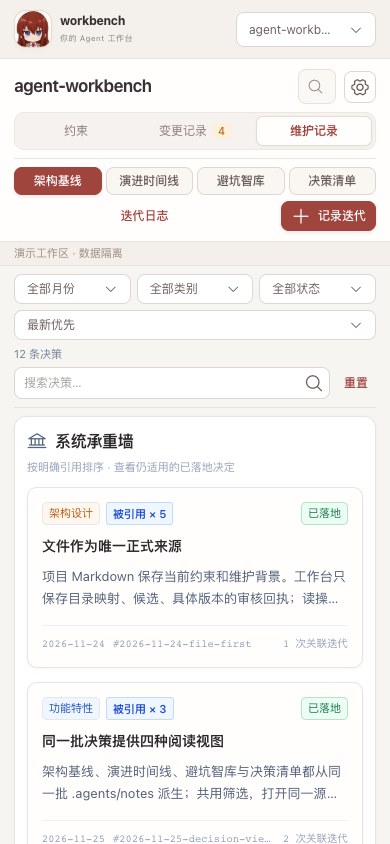 workbench
你的 Agent 工作台
agent-workb...
agent-workbench
约束
变更记录 4
维护记录
架构基线
演进时间线
避坑智库
决策清单
迭代日志
记录迭代
演示工作区 · 数据隔离
全部月份
全部类别
全部状态
最新优先
12 条决策
搜索决策...
重置
系统承重墙
按明确引用排序 · 查看仍适用的已落地决定
架构设计
被引用 × 5
已落地
文件作为唯一正式来源
项目 Markdown 保存当前约束和维护背景。工作台只
保存目录映射、候选、具体版本的审核回执；读操...
2026-11-24 #2026-11-24-file-first
1 次关联迭代
功能特性
被引用 × 3
已落地
同一批决策提供四种阅读视图
架构基线、演进时间线、避坑智库与决策清单都从同
一批 .agents/notes 派生；共用筛选，打开同一源...
2026-11-25 #2026-11-25-decision-vie…
2 次关联迭代